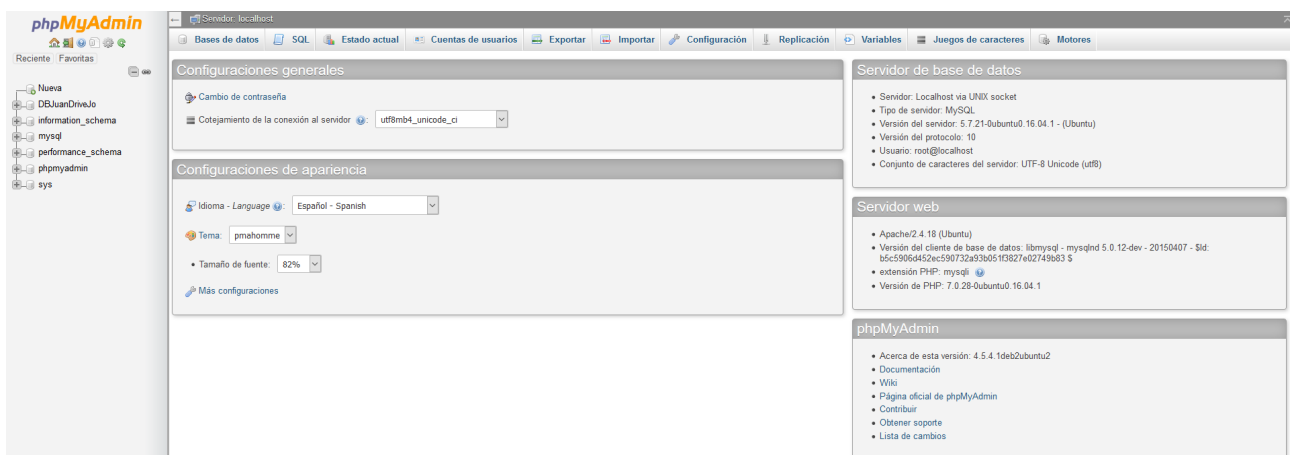 phpMyAdmin
Reciente Favoritas
Nueva
DBJuanDriveJo
information_schema
mysql
performance_schema
phpmyadmin
sys
Servidor: localhost
Bases de datos SQL Estado actual Cuentas de usuarios Exportar Importar Configuración Replicación Variables Juegos de caracteres Motores
Configuraciones generales
Cambio de contraseña
Cotejamiento de la conexión al servidor : utf8mb4_unicode_ci
Configuraciones de apariencia
Idioma - Language : Español - Spanish
Tema: pmahomme
• Tamaño de fuente: 82%
Más configuraciones
Servidor de base de datos
• Servidor: Localhost via UNIX socket
• Tipo de servidor: MySQL
• Versión del servidor: 5.7.21-0ubuntu0.16.04.1 - (Ubuntu)
• Versión del protocolo: 10
• Usuario: root@localhost
• Conjunto de caracteres del servidor: UTF-8 Unicode (utf8)
Servidor web
• Apache/2.4.18 (Ubuntu)
• Versión del cliente de base de datos: libmysql - mysqlnd 5.0.12-dev - 20150407 - $Id:
b5c5906d452ec590732a93b051f3827e02749b83 $
• extensión PHP: mysqli
• Versión de PHP: 7.0.28-0ubuntu0.16.04.1
phpMyAdmin
• Acerca de esta versión: 4.5.4.1deb2ubuntu2
• Documentación
• Wiki
• Página oficial de phpMyAdmin
• Contribuir
• Obtener soporte
• Lista de cambios